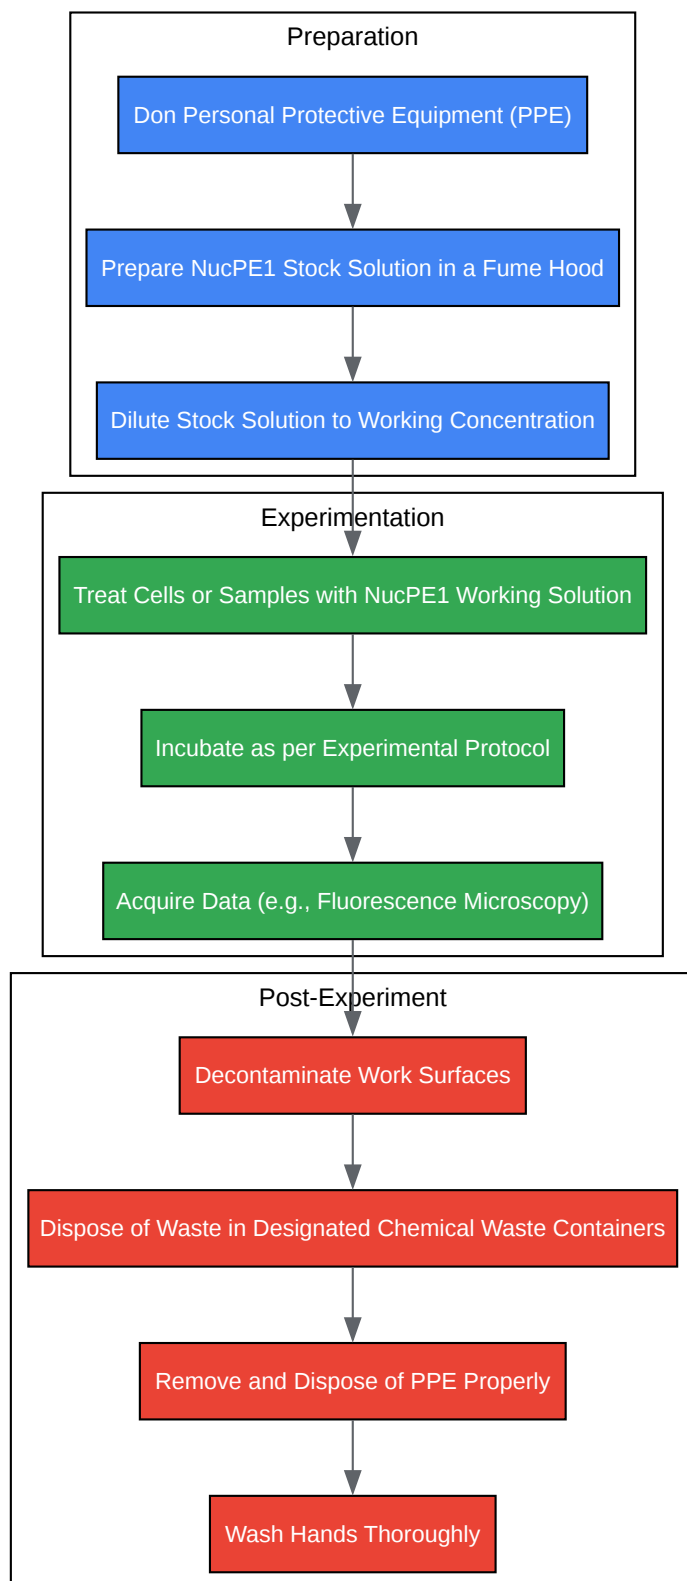 Preparation
Don Personal Protective Equipment (PPE)
Prepare NucPE1 Stock Solution in a Fume Hood
Dilute Stock Solution to Working Concentration
Experimentation
Treat Cells or Samples with NucPE1 Working Solution
Incubate as per Experimental Protocol
Acquire Data (e.g., Fluorescence Microscopy)
Post-Experiment
Decontaminate Work Surfaces
Dispose of Waste in Designated Chemical Waste Containers
Remove and Dispose of PPE Properly
Wash Hands Thoroughly